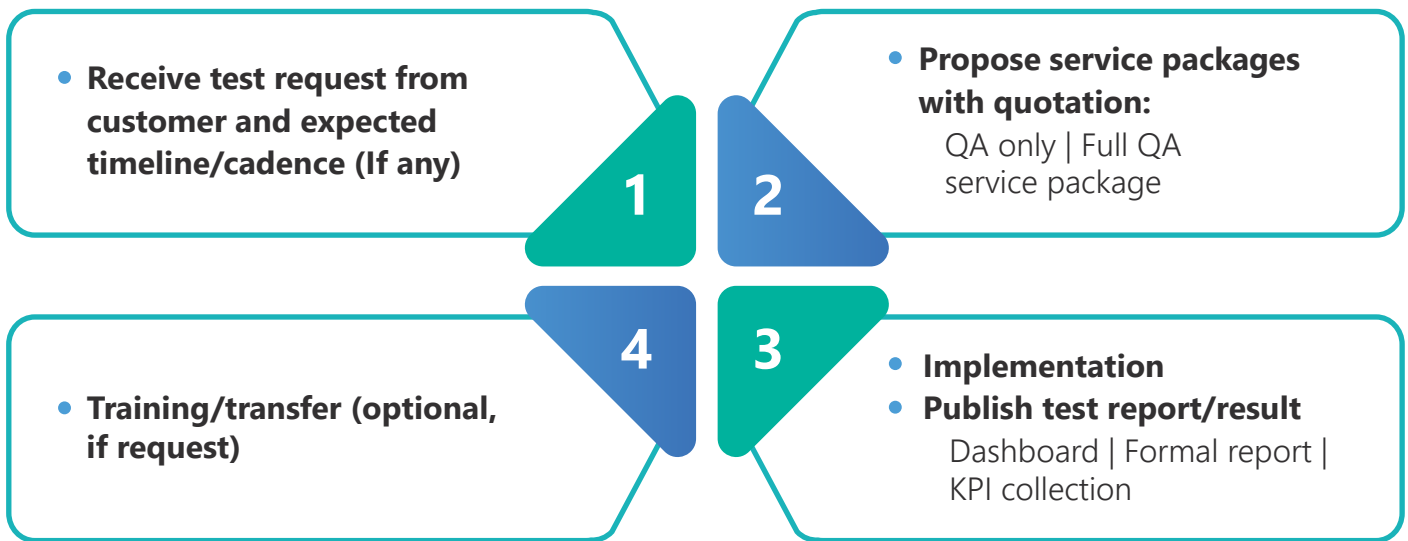 • Receive test request from
customer and expected
timeline/cadence (If any)
1
2
• Propose service packages
with quotation:
QA only | Full QA
service package
3
• Implementation
• Publish test report/result
Dashboard | Formal report |
KPI collection
4
• Training/transfer (optional,
if request)